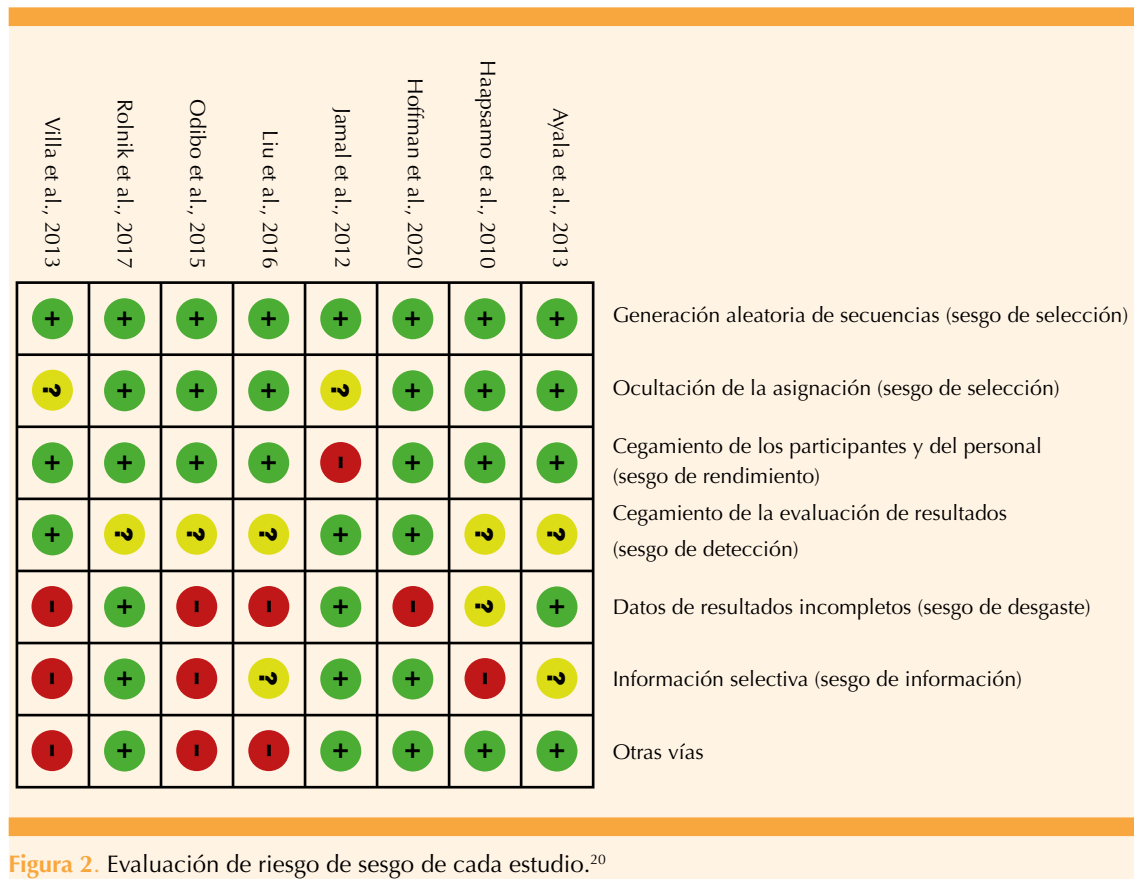 Villa et al., 2013
Rolnik et al., 2017
Odibo et al., 2015
Liu et al., 2016
Jamal et al., 2012
Hoffman et al., 2020
Haapsamo et al., 2010
Ayala et al., 2013
+ + + + + + + + Generación aleatoria de secuencias (sesgo de selección)
? + + + ? + + + Ocultación de la asignación (sesgo de selección)
+ + + + - + + + Cegamiento de los participantes y del personal
(sesgo de rendimiento)
+ ? ? ? + + ? ? Cegamiento de la evaluación de resultados
(sesgo de detección)
- + - - + - ? + Datos de resultados incompletos (sesgo de desgaste)
- + - ? + + - ? Información selectiva (sesgo de información)
- + - - + + + + Otras vías
Figura 2. Evaluación de riesgo de sesgo de cada estudio.20